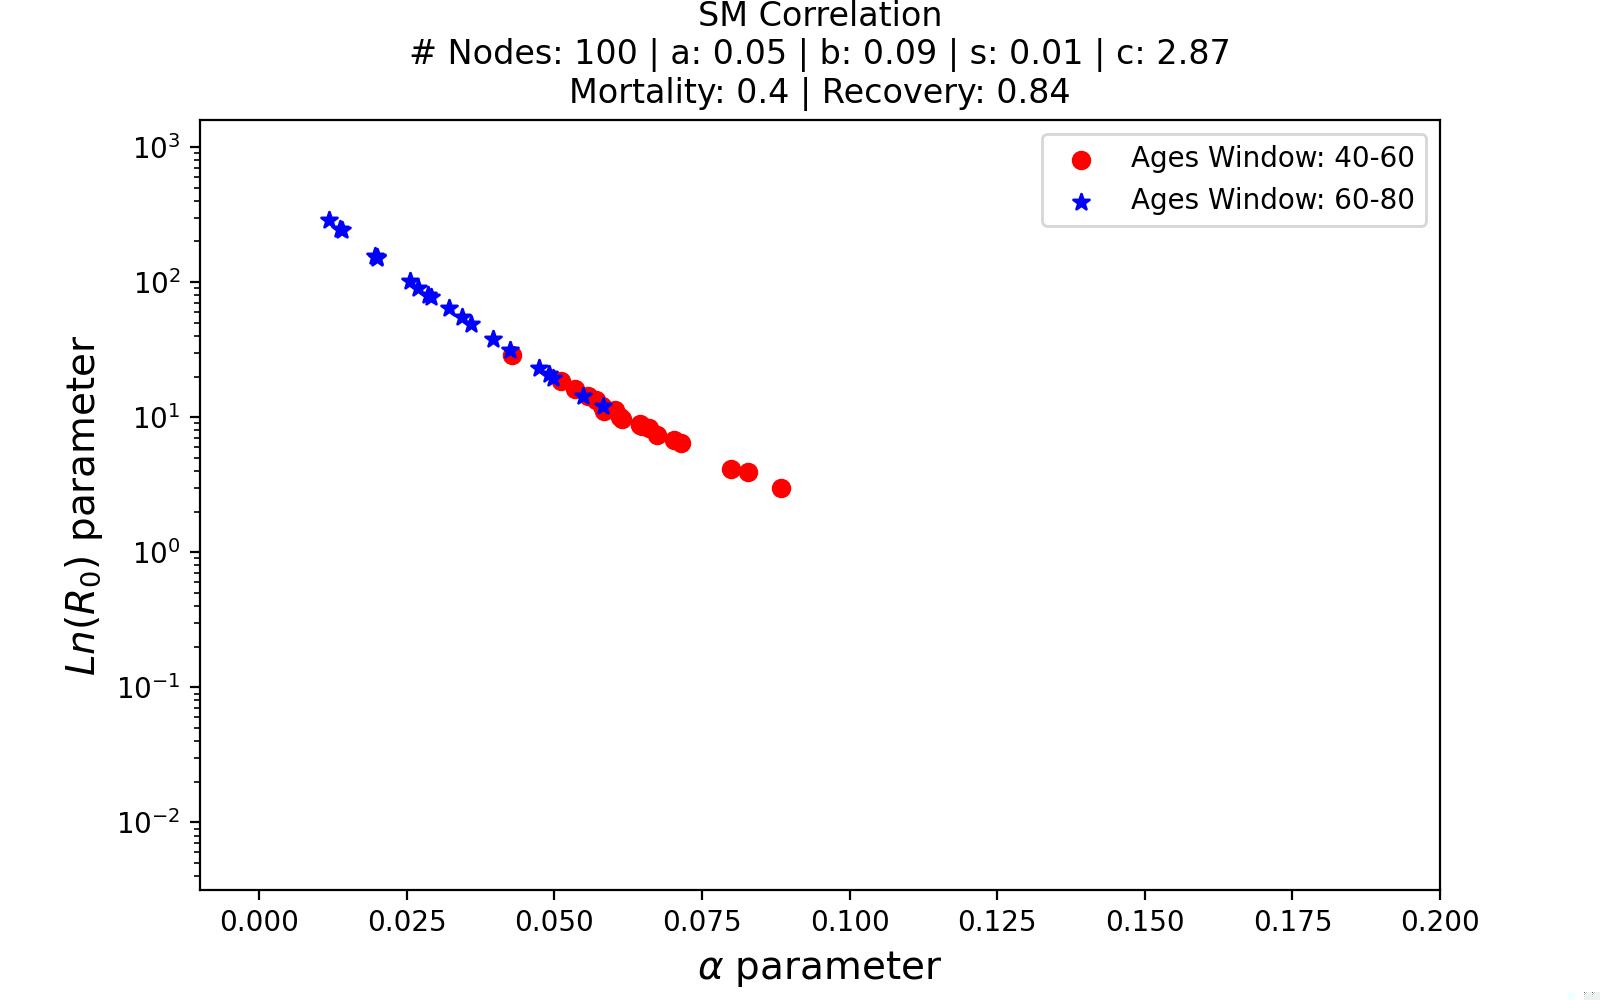 SM Correlation
# Nodes: 100 | a: 0.05 | b: 0.09 | s: 0.01 | c: 2.87
Mortality: 0.4 | Recovery: 0.84
Ages Window: 40-60
Ages Window: 60-80
Ln(R₀) parameter
10³
10²
10¹
10⁰
10⁻¹
10⁻²
0.000 0.025 0.050 0.075 0.100 0.125 0.150 0.175 0.200
α parameter